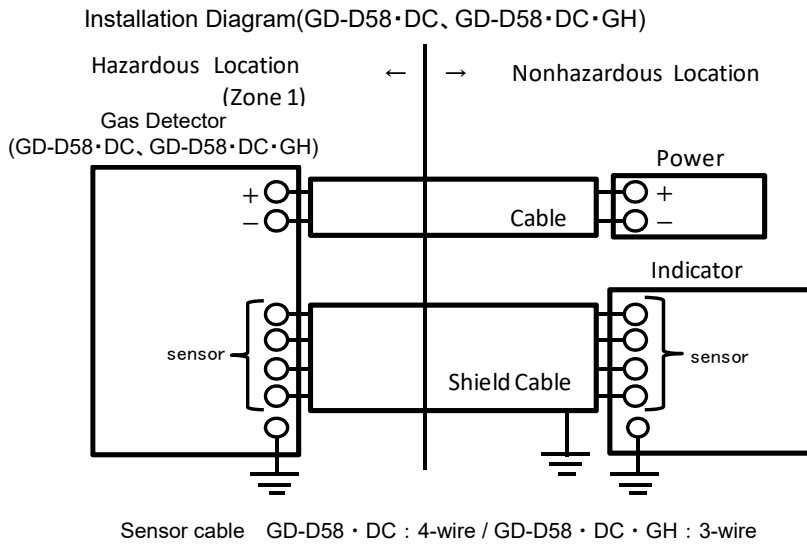 Installation Diagram(GD-D58・DC、GD-D58・DC・GH)
Hazardous Location ← → Nonhazardous Location
(Zone 1)
Gas Detector
(GD-D58・DC、GD-D58・DC・GH)
Power
+ +
− Cable −
Indicator
sensor sensor
Shield Cable
Sensor cable GD-D58・DC : 4-wire / GD-D58・DC・GH : 3-wire